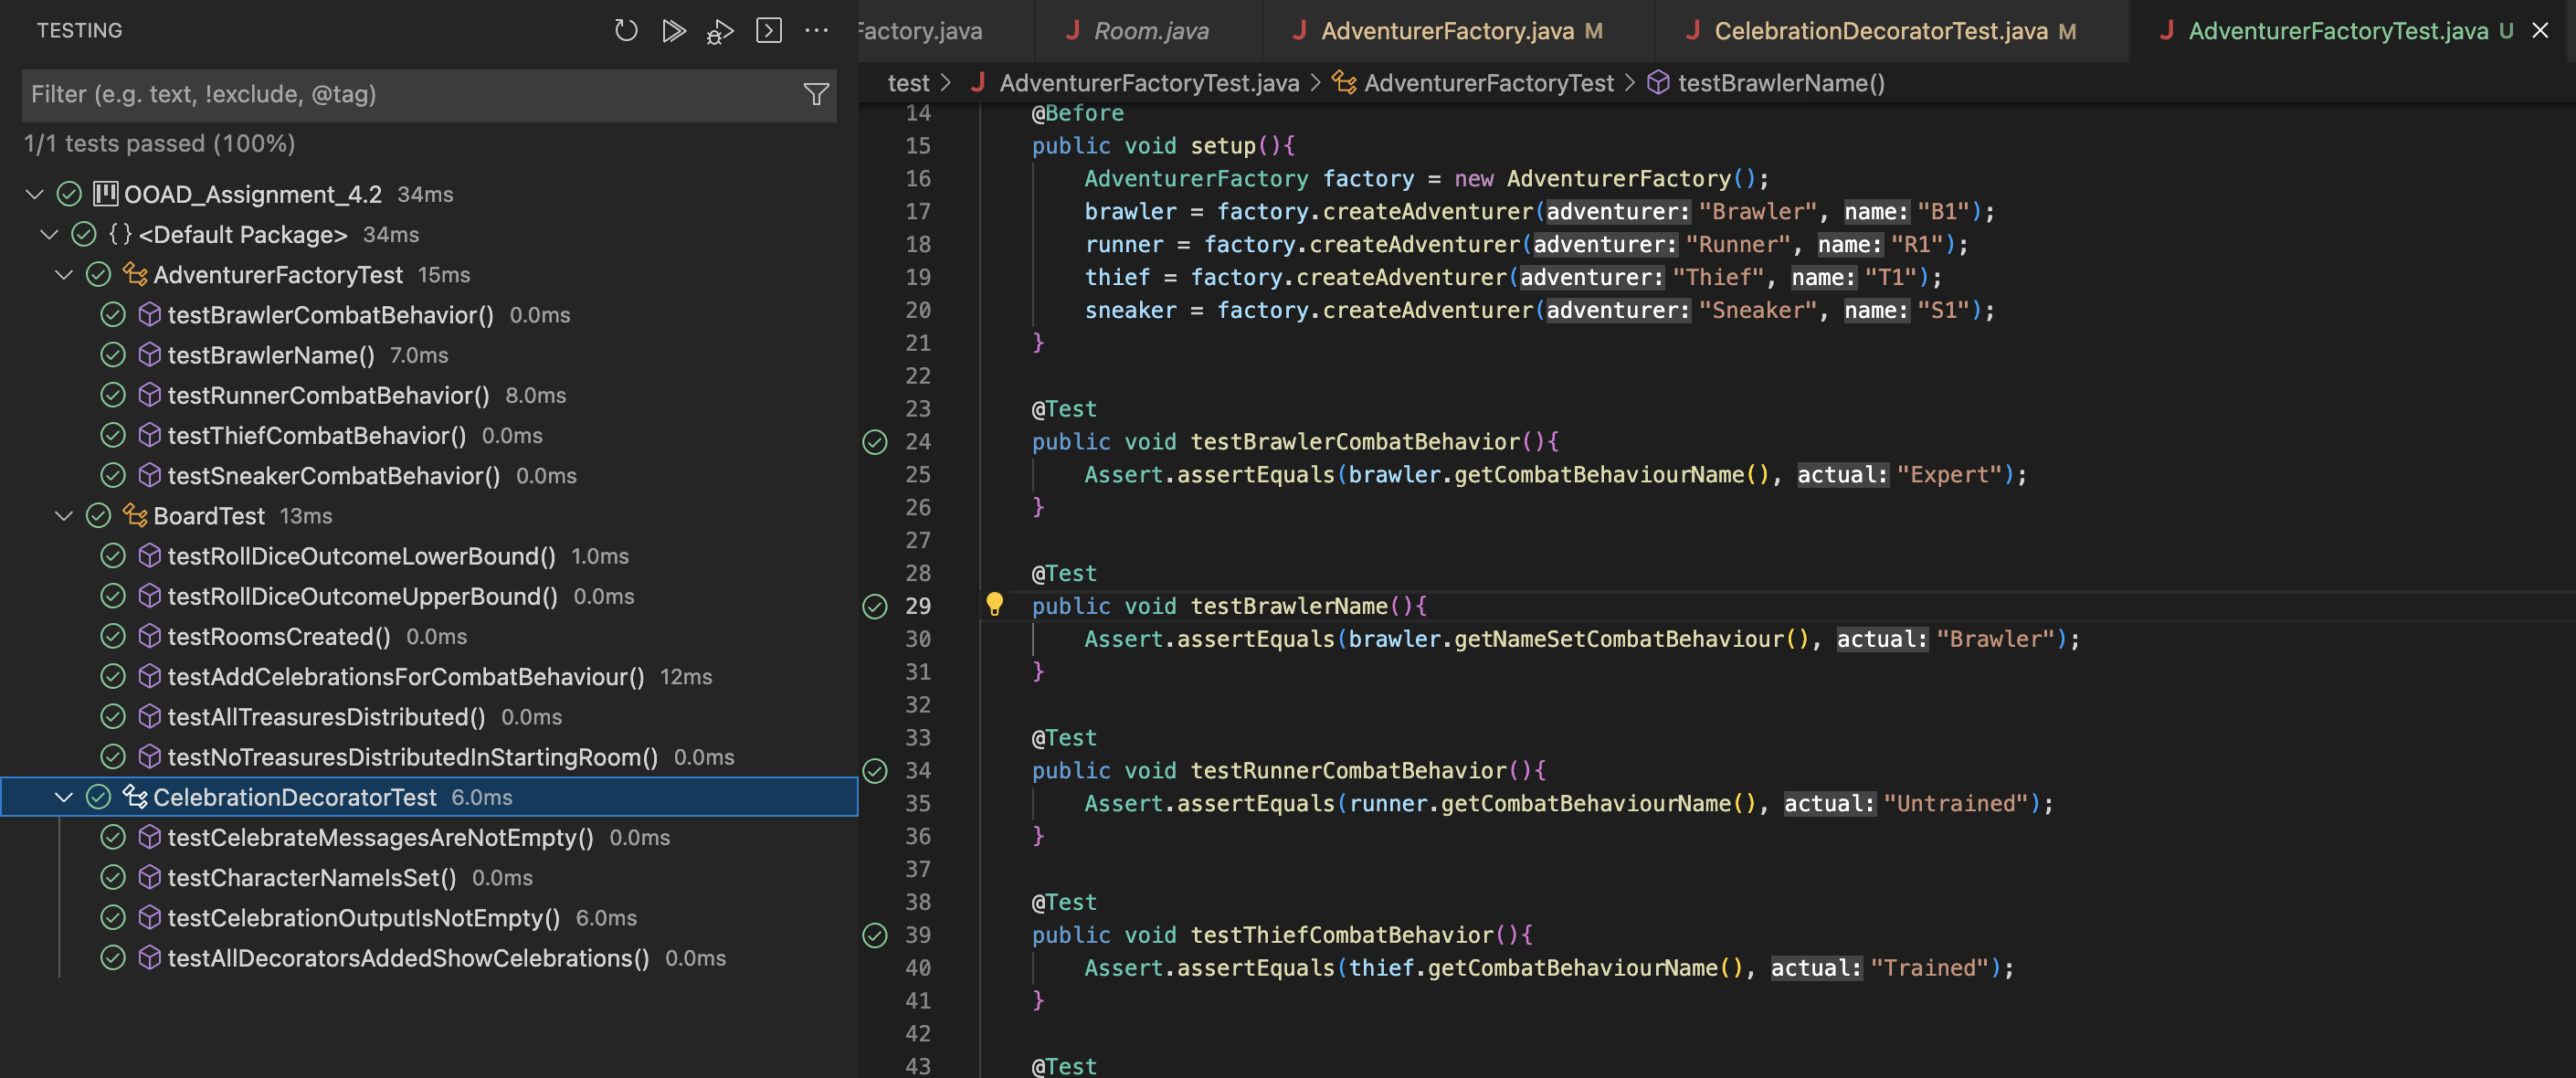 TESTING
Filter (e.g. text, !exclude, @tag)
1/1 tests passed (100%)
OOAD_Assignment_4.2 34ms
{} <Default Package> 34ms
AdventurerFactoryTest 15ms
testBrawlerCombatBehavior() 0.0ms
testBrawlerName() 7.0ms
testRunnerCombatBehavior() 8.0ms
testThiefCombatBehavior() 0.0ms
testSneakerCombatBehavior() 0.0ms
BoardTest 13ms
testRollDiceOutcomeLowerBound() 1.0ms
testRollDiceOutcomeUpperBound() 0.0ms
testRoomsCreated() 0.0ms
testAddCelebrationsForCombatBehaviour() 12ms
testAllTreasuresDistributed() 0.0ms
testNoTreasuresDistributedInStartingRoom() 0.0ms
CelebrationDecoratorTest 6.0ms
testCelebrateMessagesAreNotEmpty() 0.0ms
testCharacterNameIsSet() 0.0ms
testCelebrationOutputIsNotEmpty() 6.0ms
testAllDecoratorsAddedShowCelebrations() 0.0ms
Factory.java J Room.java J AdventurerFactory.java M J CelebrationDecoratorTest.java M J AdventurerFactoryTest.java U
test > J AdventurerFactoryTest.java > AdventurerFactoryTest > testBrawlerName()
14 @Before
15 public void setup(){
16 AdventurerFactory factory = new AdventurerFactory();
17 brawler = factory.createAdventurer(adventurer: "Brawler", name: "B1");
18 runner = factory.createAdventurer(adventurer: "Runner", name: "R1");
19 thief = factory.createAdventurer(adventurer: "Thief", name: "T1");
20 sneaker = factory.createAdventurer(adventurer: "Sneaker", name: "S1");
21 }
22
23 @Test
24 public void testBrawlerCombatBehavior(){
25 Assert.assertEquals(brawler.getCombatBehaviourName(), actual: "Expert");
26 }
27
28 @Test
29 public void testBrawlerName(){
30 Assert.assertEquals(brawler.getNameSetCombatBehaviour(), actual: "Brawler");
31 }
32
33 @Test
34 public void testRunnerCombatBehavior(){
35 Assert.assertEquals(runner.getCombatBehaviourName(), actual: "Untrained");
36 }
37
38 @Test
39 public void testThiefCombatBehavior(){
40 Assert.assertEquals(thief.getCombatBehaviourName(), actual: "Trained");
41 }
42
43 @Test